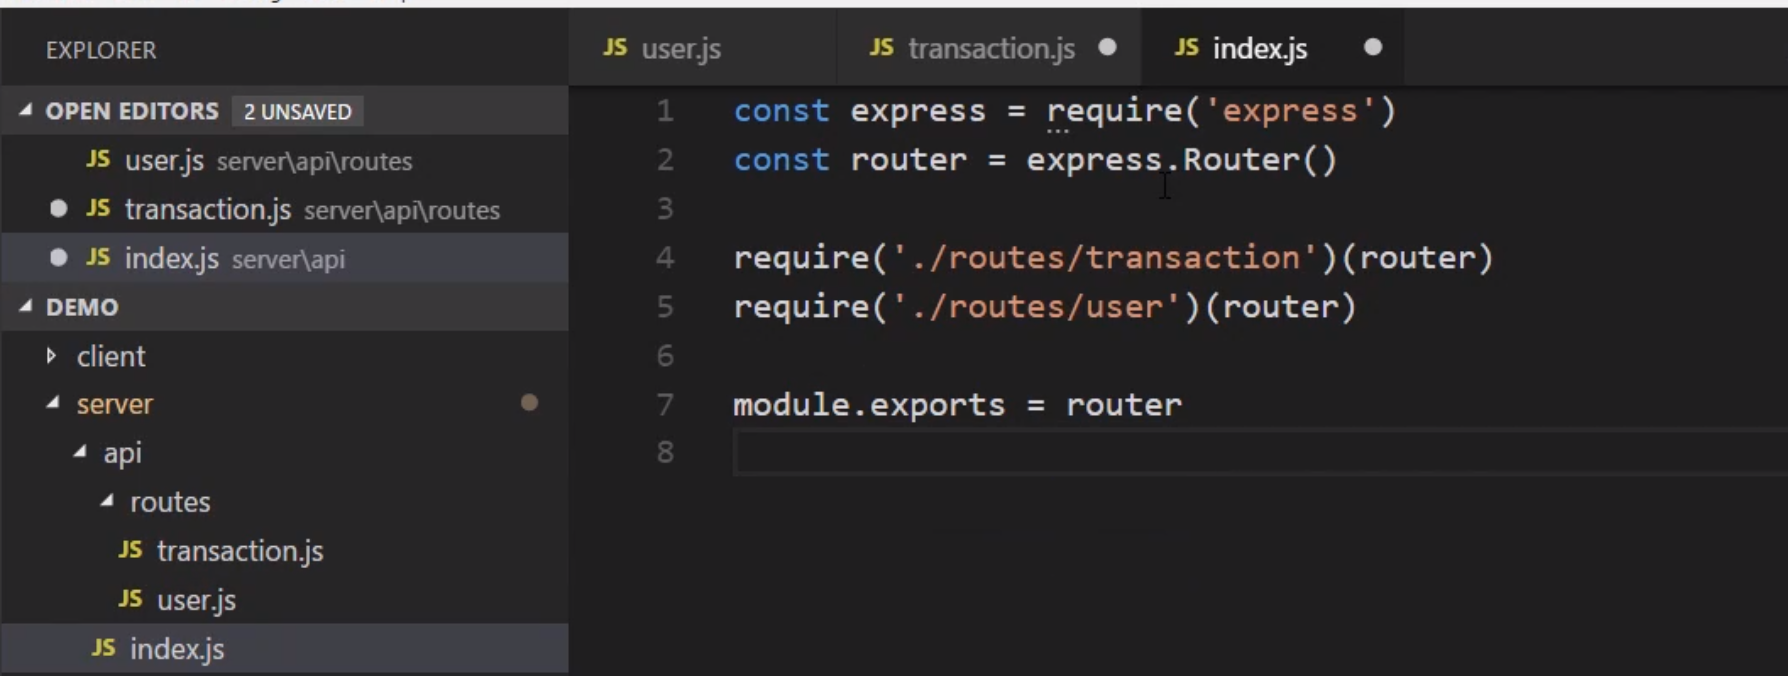 EXPLORER
OPEN EDITORS 2 UNSAVED
JS user.js server\api\routes
JS transaction.js server\api\routes
JS index.js server\api
DEMO
client
server
api
routes
JS transaction.js
JS user.js
JS index.js
JS user.js JS transaction.js JS index.js
1 const express = require('express')
2 const router = express.Router()
3
4 require('./routes/transaction')(router)
5 require('./routes/user')(router)
6
7 module.exports = router
8